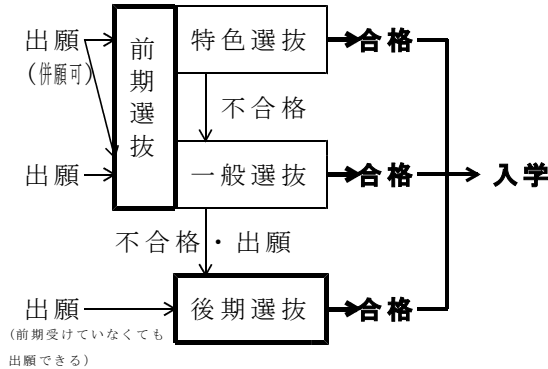 出願
(併願可)
前期選抜
特色選抜
合格
不合格
出願
一般選抜
合格
入学
不合格・出願
出願
(前期受けていなくても
出願できる)
後期選抜
合格